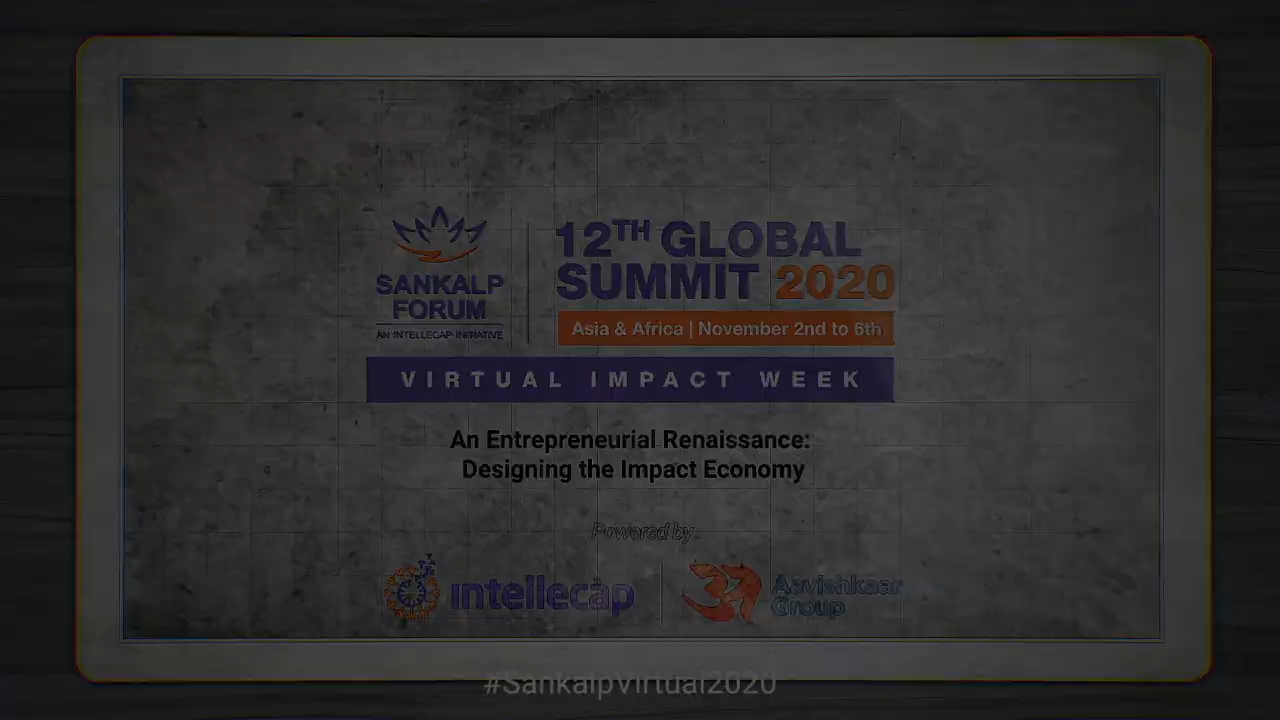 SANKALP
FORUM
AN INTELLECAP INITIATIVE
12TH GLOBAL
SUMMIT 2020
Asia & Africa | November 2nd to 6th
VIRTUAL IMPACT WEEK
An Entrepreneurial Renaissance:
Designing the Impact Economy
Powered by
intellecap
Aavishkaar
Group
#SankalpVirtual2020